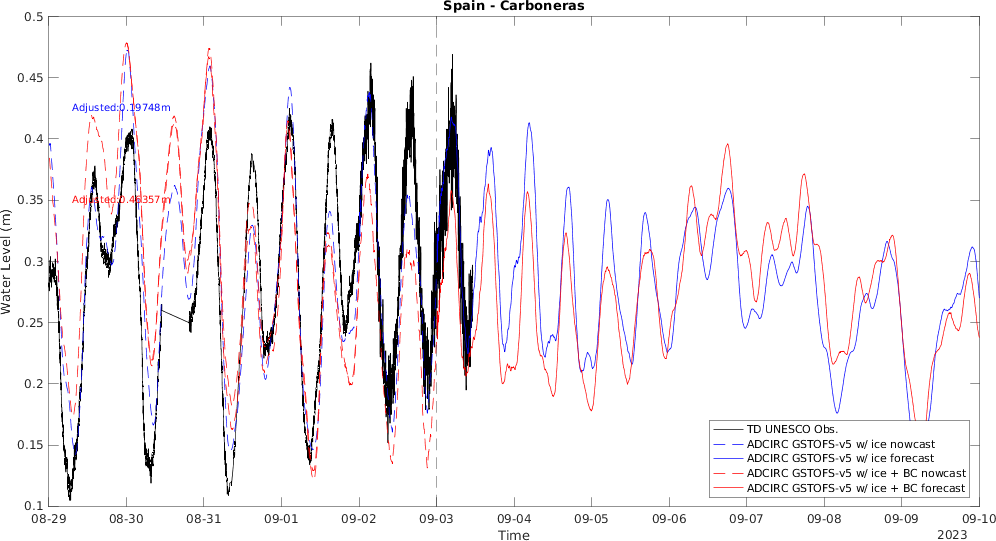 Spain - Carboneras
0.5
0.45
0.4
0.35
0.3
0.25
0.2
0.15
0.1
Water Level (m)
Adjusted:0.19748m
Adjusted:0.46357m
TD UNESCO Obs.
ADCIRC GSTOFS-v5 w/ ice nowcast
ADCIRC GSTOFS-v5 w/ ice forecast
ADCIRC GSTOFS-v5 w/ ice + BC nowcast
ADCIRC GSTOFS-v5 w/ ice + BC forecast
08-29 08-30 08-31 09-01 09-02 09-03 09-04 09-05 09-06 09-07 09-08 09-09 09-10
Time
2023